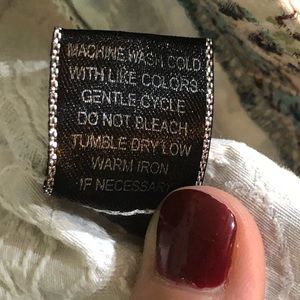 MACHINE WASH COLD
WITH LIKE COLORS
GENTLE CYCLE
DO NOT BLEACH
TUMBLE DRY LOW
WARM IRON
IF NECESSARY